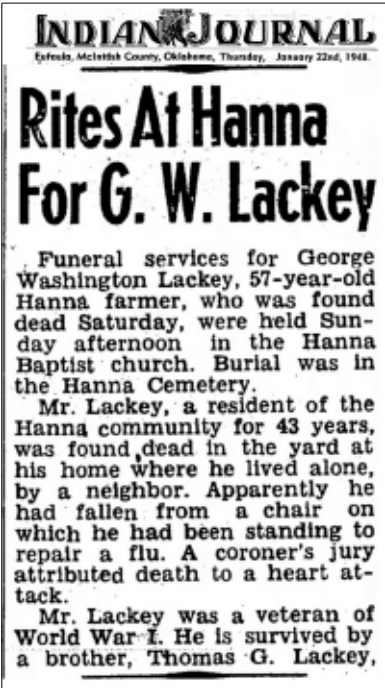 INDIAN JOURNAL
Eufaula, McIntosh County, Oklahoma, Thursday, January 22nd, 1948.
Rites At Hanna
For G. W. Lackey
Funeral services for George
Washington Lackey, 57-year-old
Hanna farmer, who was found
dead Saturday, were held Sun-
day afternoon in the Hanna
Baptist church. Burial was in
the Hanna Cemetery.
Mr. Lackey, a resident of the
Hanna community for 43 years,
was found dead in the yard at
his home where he lived alone,
by a neighbor. Apparently he
had fallen from a chair on
which he had been standing to
repair a flu. A coroner's jury
attributed death to a heart at-
tack.
Mr. Lackey was a veteran of
World War I. He is survived by
a brother, Thomas G. Lackey,